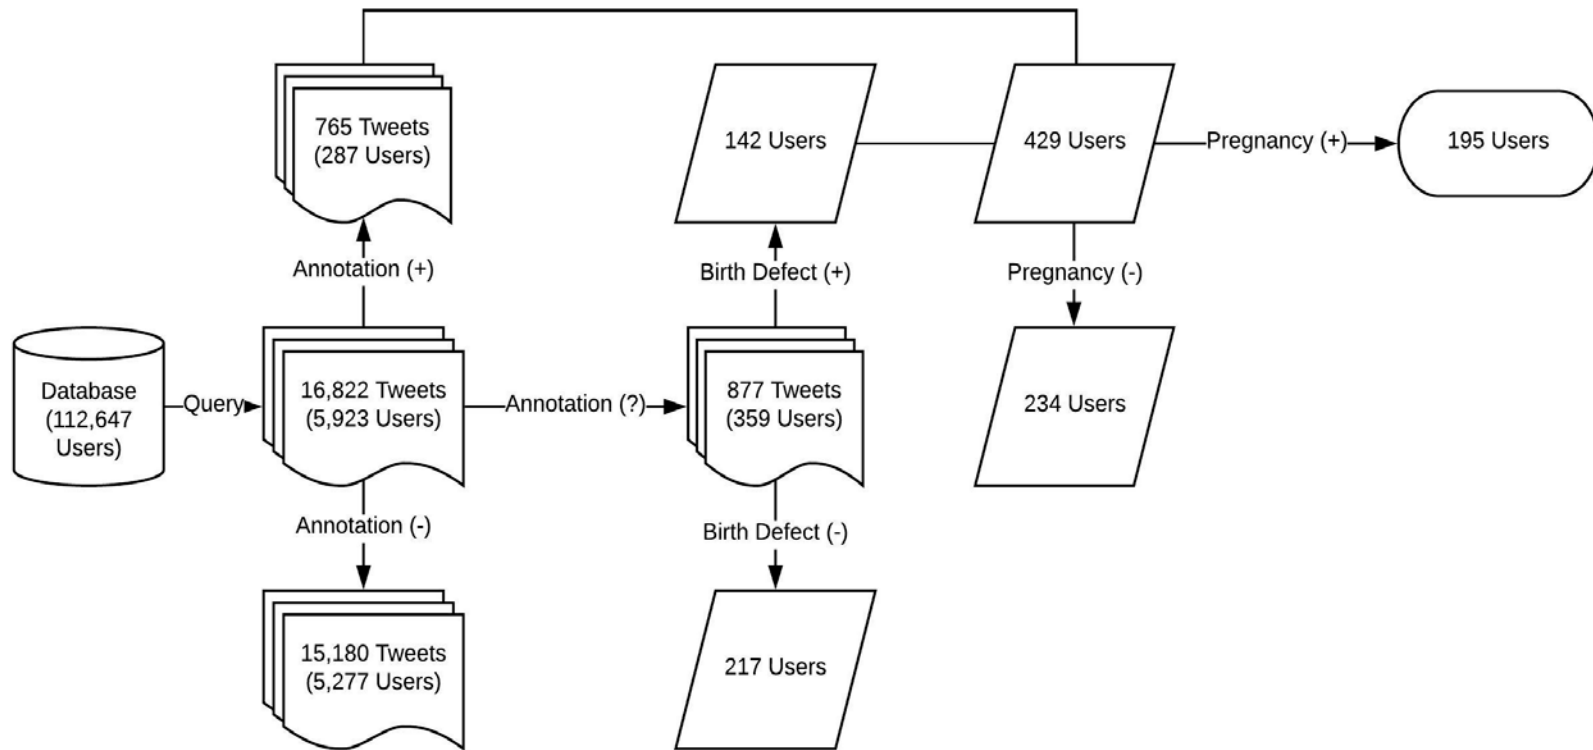 765 Tweets
(287 Users)
142 Users
429 Users
Pregnancy (+)
195 Users
Annotation (+)
Birth Defect (+)
Pregnancy (-)
Database
(112,647
Users)
Query
16,822 Tweets
(5,923 Users)
Annotation (?)
877 Tweets
(359 Users)
234 Users
Annotation (-)
Birth Defect (-)
15,180 Tweets
(5,277 Users)
217 Users